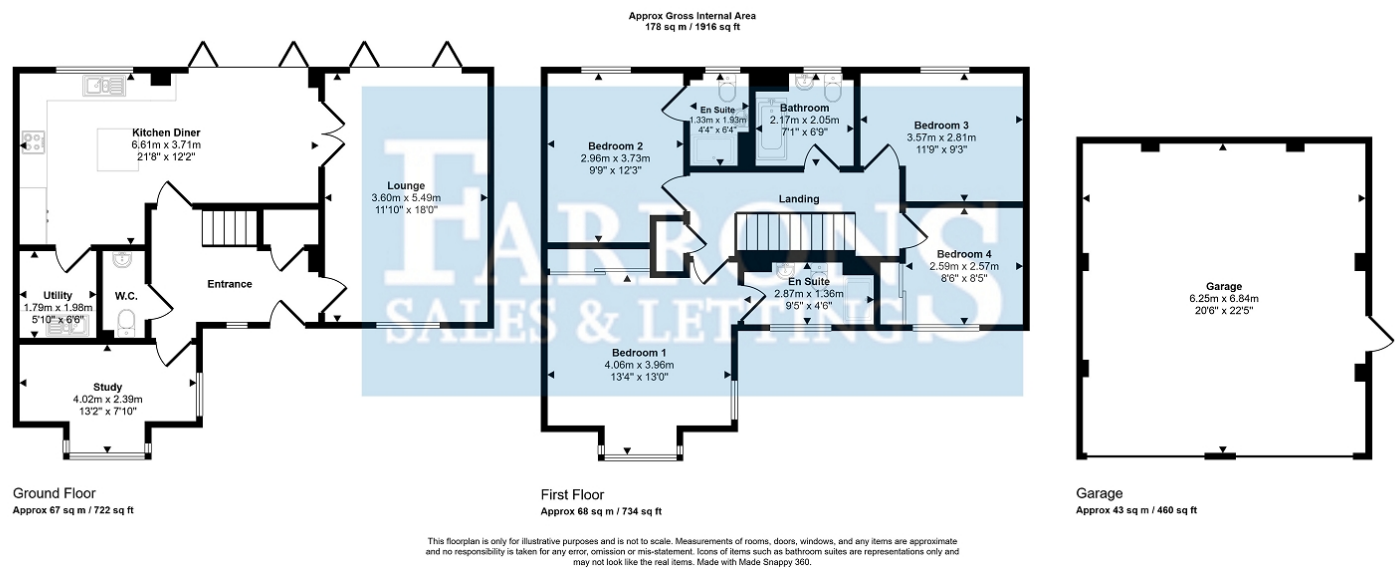 Approx Gross Internal Area
178 sq m / 1916 sq ft
Kitchen Diner
6.61m x 3.71m
21'8" x 12'2"
Lounge
3.60m x 5.49m
11'10" x 18'0"
Utility
1.79m x 1.98m
5'10" x 6'6"
W.C.
Entrance
Study
4.02m x 2.39m
13'2" x 7'10"
Ground Floor
Approx 67 sq m / 722 sq ft
Bedroom 2
2.96m x 3.73m
9'9" x 12'3"
En Suite
1.33m x 1.93m
4'4" x 6'4"
Bathroom
2.17m x 2.05m
7'1" x 6'9"
Bedroom 3
3.57m x 2.81m
11'9" x 9'3"
Landing
Bedroom 4
2.59m x 2.57m
8'6" x 8'5"
En Suite
2.87m x 1.36m
9'5" x 4'6"
Bedroom 1
4.06m x 3.96m
13'4" x 13'0"
First Floor
Approx 68 sq m / 734 sq ft
Garage
6.25m x 6.84m
20'6" x 22'5"
Garage
Approx 43 sq m / 460 sq ft
FARRONS
SALES & LETTINGS
This floorplan is only for illustrative purposes and is not to scale. Measurements of rooms, doors, windows, and any items are approximate
and no responsibility is taken for any error, omission or mis-statement. Icons of items such as bathroom suites are representations only and
may not look like the real items. Made with Made Snappy 360.